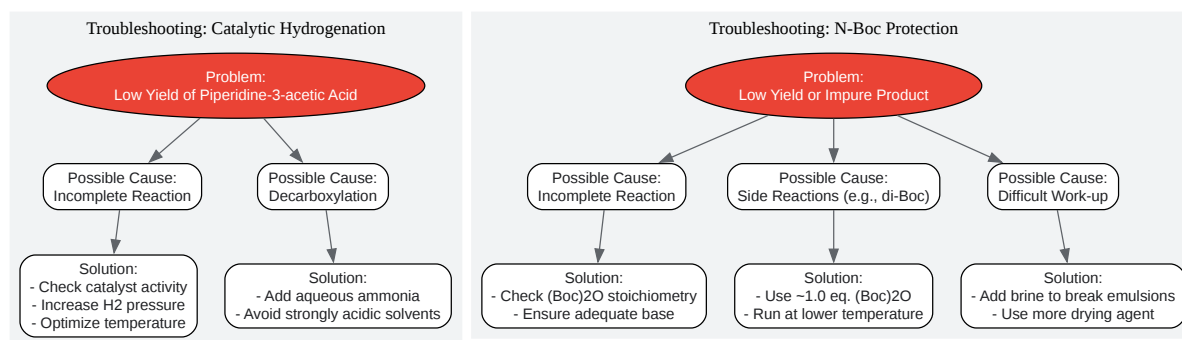 Troubleshooting: Catalytic Hydrogenation
Problem:
Low Yield of Piperidine-3-acetic Acid
Possible Cause:
Incomplete Reaction
Possible Cause:
Decarboxylation
Solution:
- Check catalyst activity
- Increase H2 pressure
- Optimize temperature
Solution:
- Add aqueous ammonia
- Avoid strongly acidic solvents
Troubleshooting: N-Boc Protection
Problem:
Low Yield or Impure Product
Possible Cause:
Incomplete Reaction
Possible Cause:
Side Reactions (e.g., di-Boc)
Possible Cause:
Difficult Work-up
Solution:
- Check (Boc)2O stoichiometry
- Ensure adequate base
Solution:
- Use ~1.0 eq. (Boc)2O
- Run at lower temperature
Solution:
- Add brine to break emulsions
- Use more drying agent